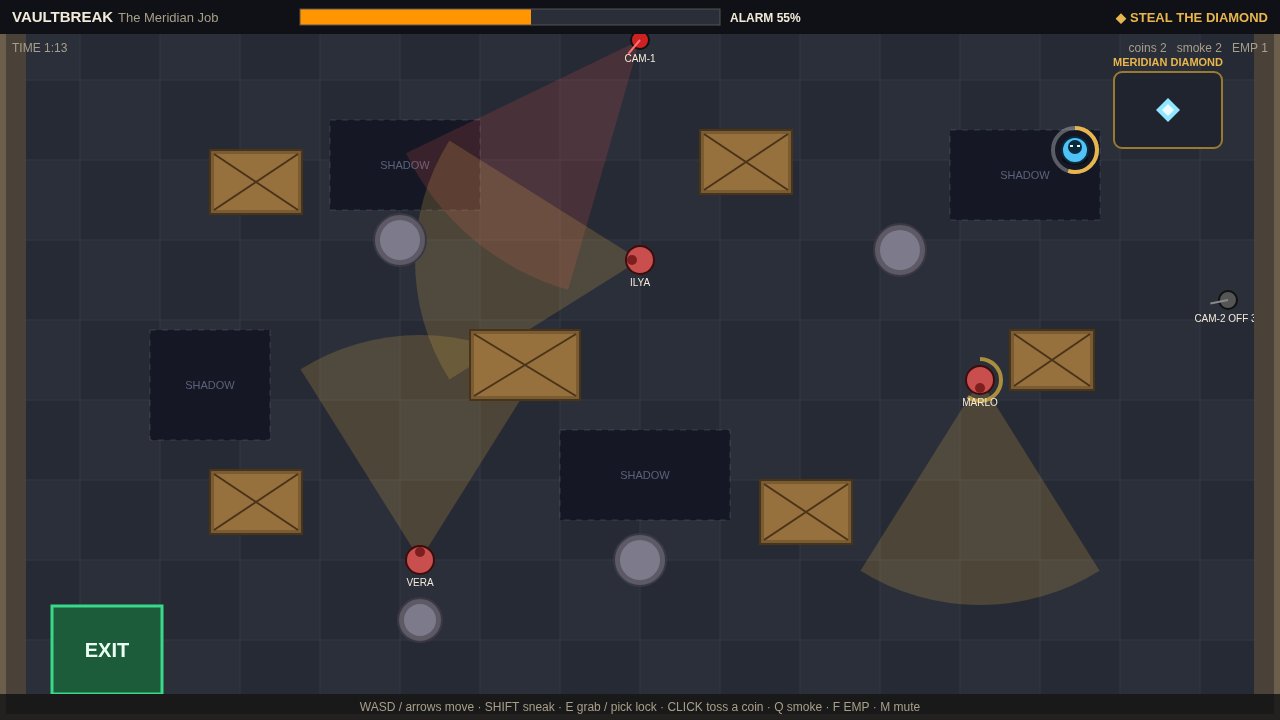 VAULTBREAK The Meridian Job ALARM 55% ◆ STEAL THE DIAMOND
TIME 1:13 coins 2 smoke 2 EMP 1
CAM-1
MERIDIAN DIAMOND
SHADOW
SHADOW
ILYA
CAM-2 OFF 3
SHADOW
MARLO
SHADOW
VERA
EXIT
WASD / arrows move · SHIFT sneak · E grab / pick lock · CLICK toss a coin · Q smoke · F EMP · M mute